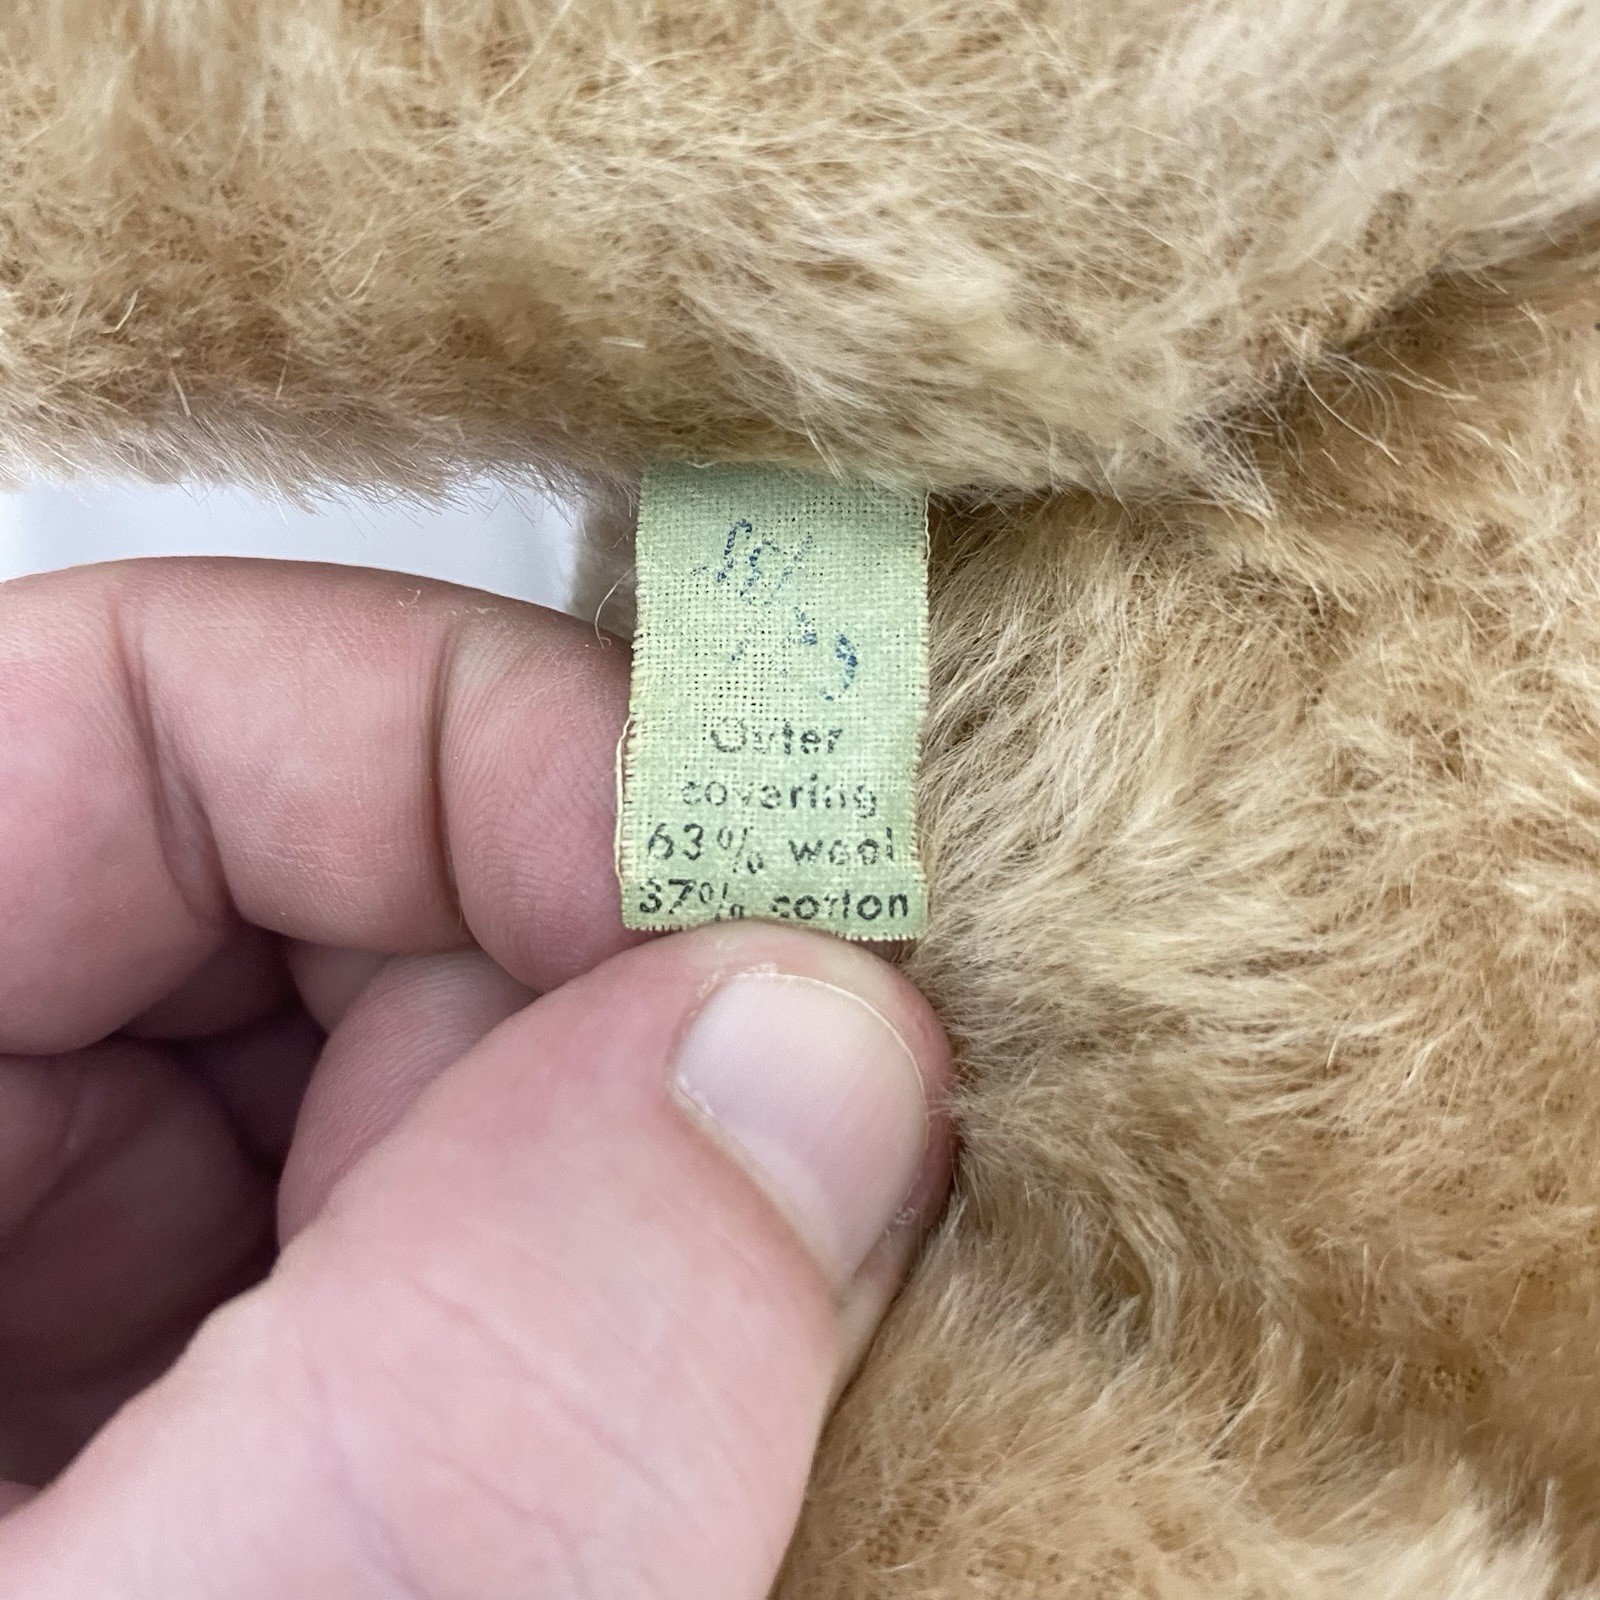 Outer
covering
63% wool
37% cotton